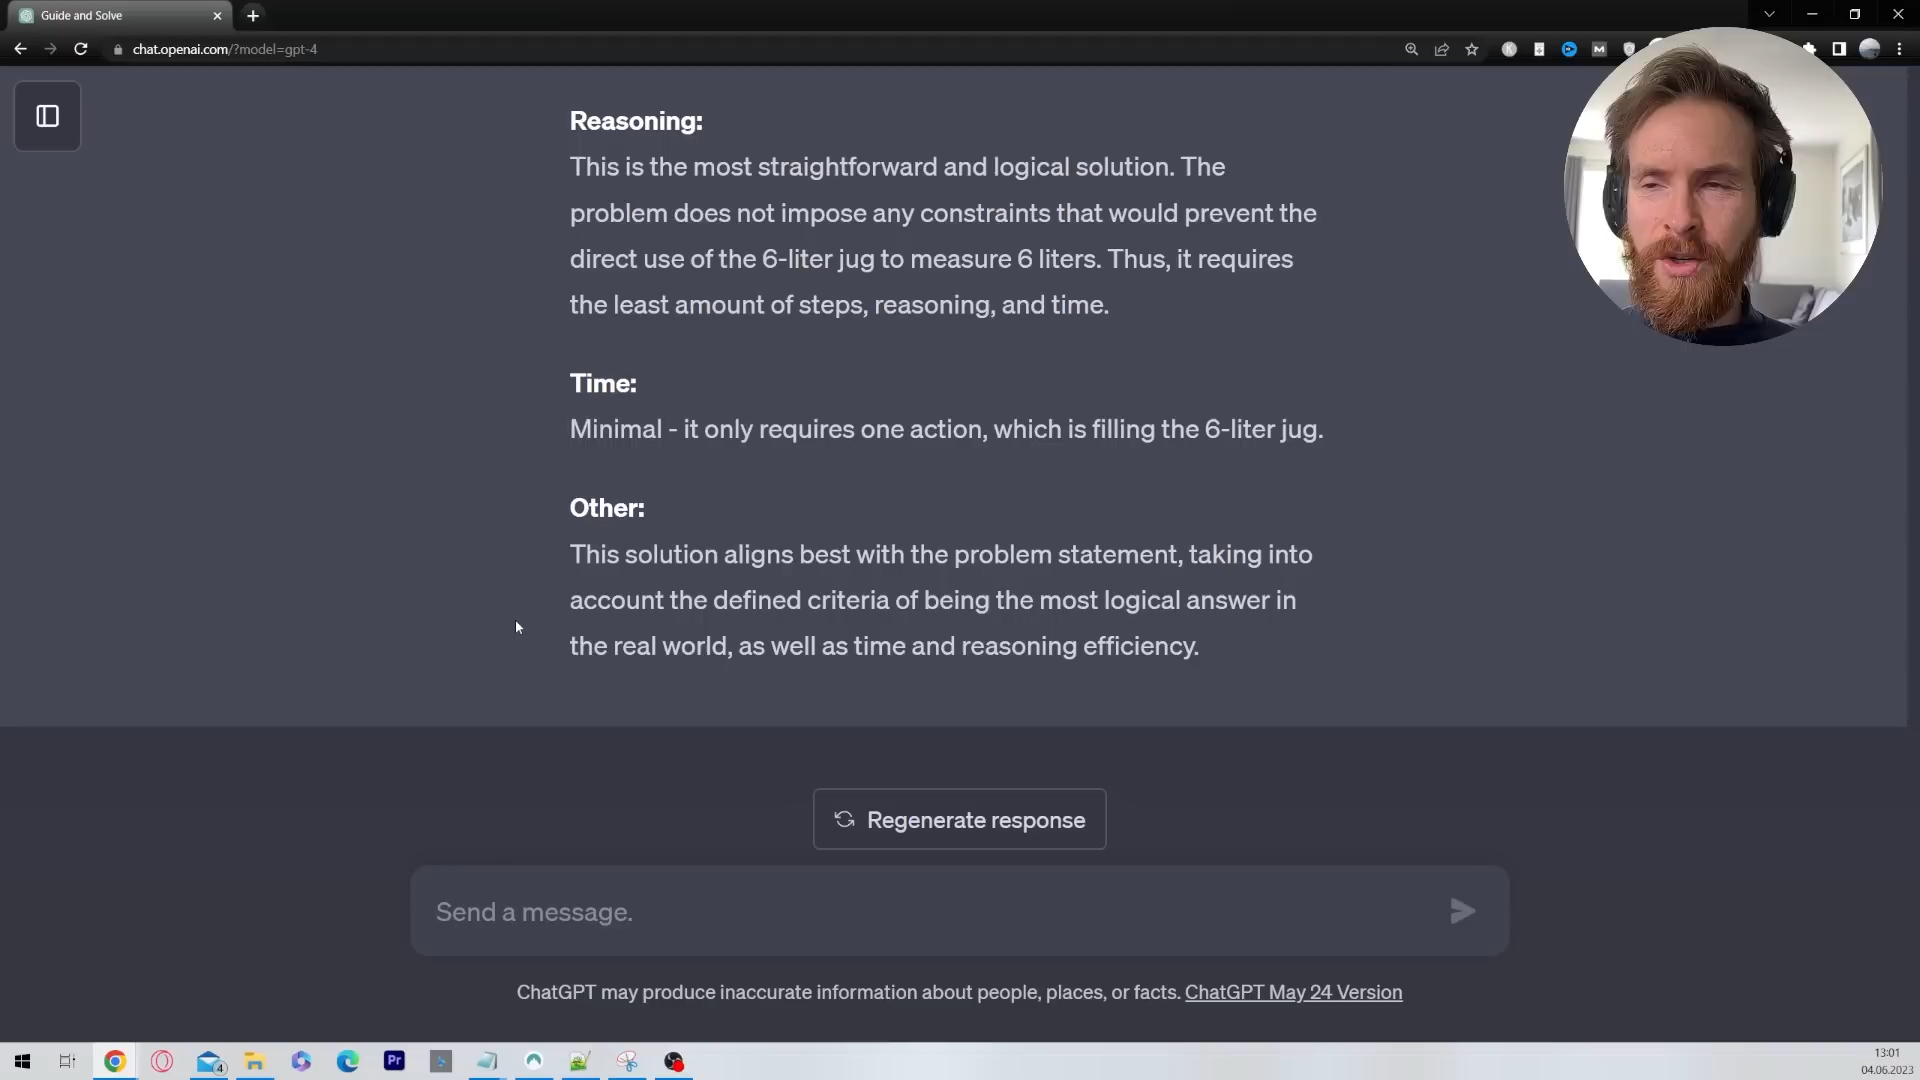 Guide and Solve
chat.openai.com/?model=gpt-4
Reasoning:
This is the most straightforward and logical solution. The
problem does not impose any constraints that would prevent the
direct use of the 6-liter jug to measure 6 liters. Thus, it requires
the least amount of steps, reasoning, and time.
Time:
Minimal - it only requires one action, which is filling the 6-liter jug.
Other:
This solution aligns best with the problem statement, taking into
account the defined criteria of being the most logical answer in
the real world, as well as time and reasoning efficiency.
Regenerate response
Send a message.
ChatGPT may produce inaccurate information about people, places, or facts. ChatGPT May 24 Version
4
Pr
13:01
04.06.2023